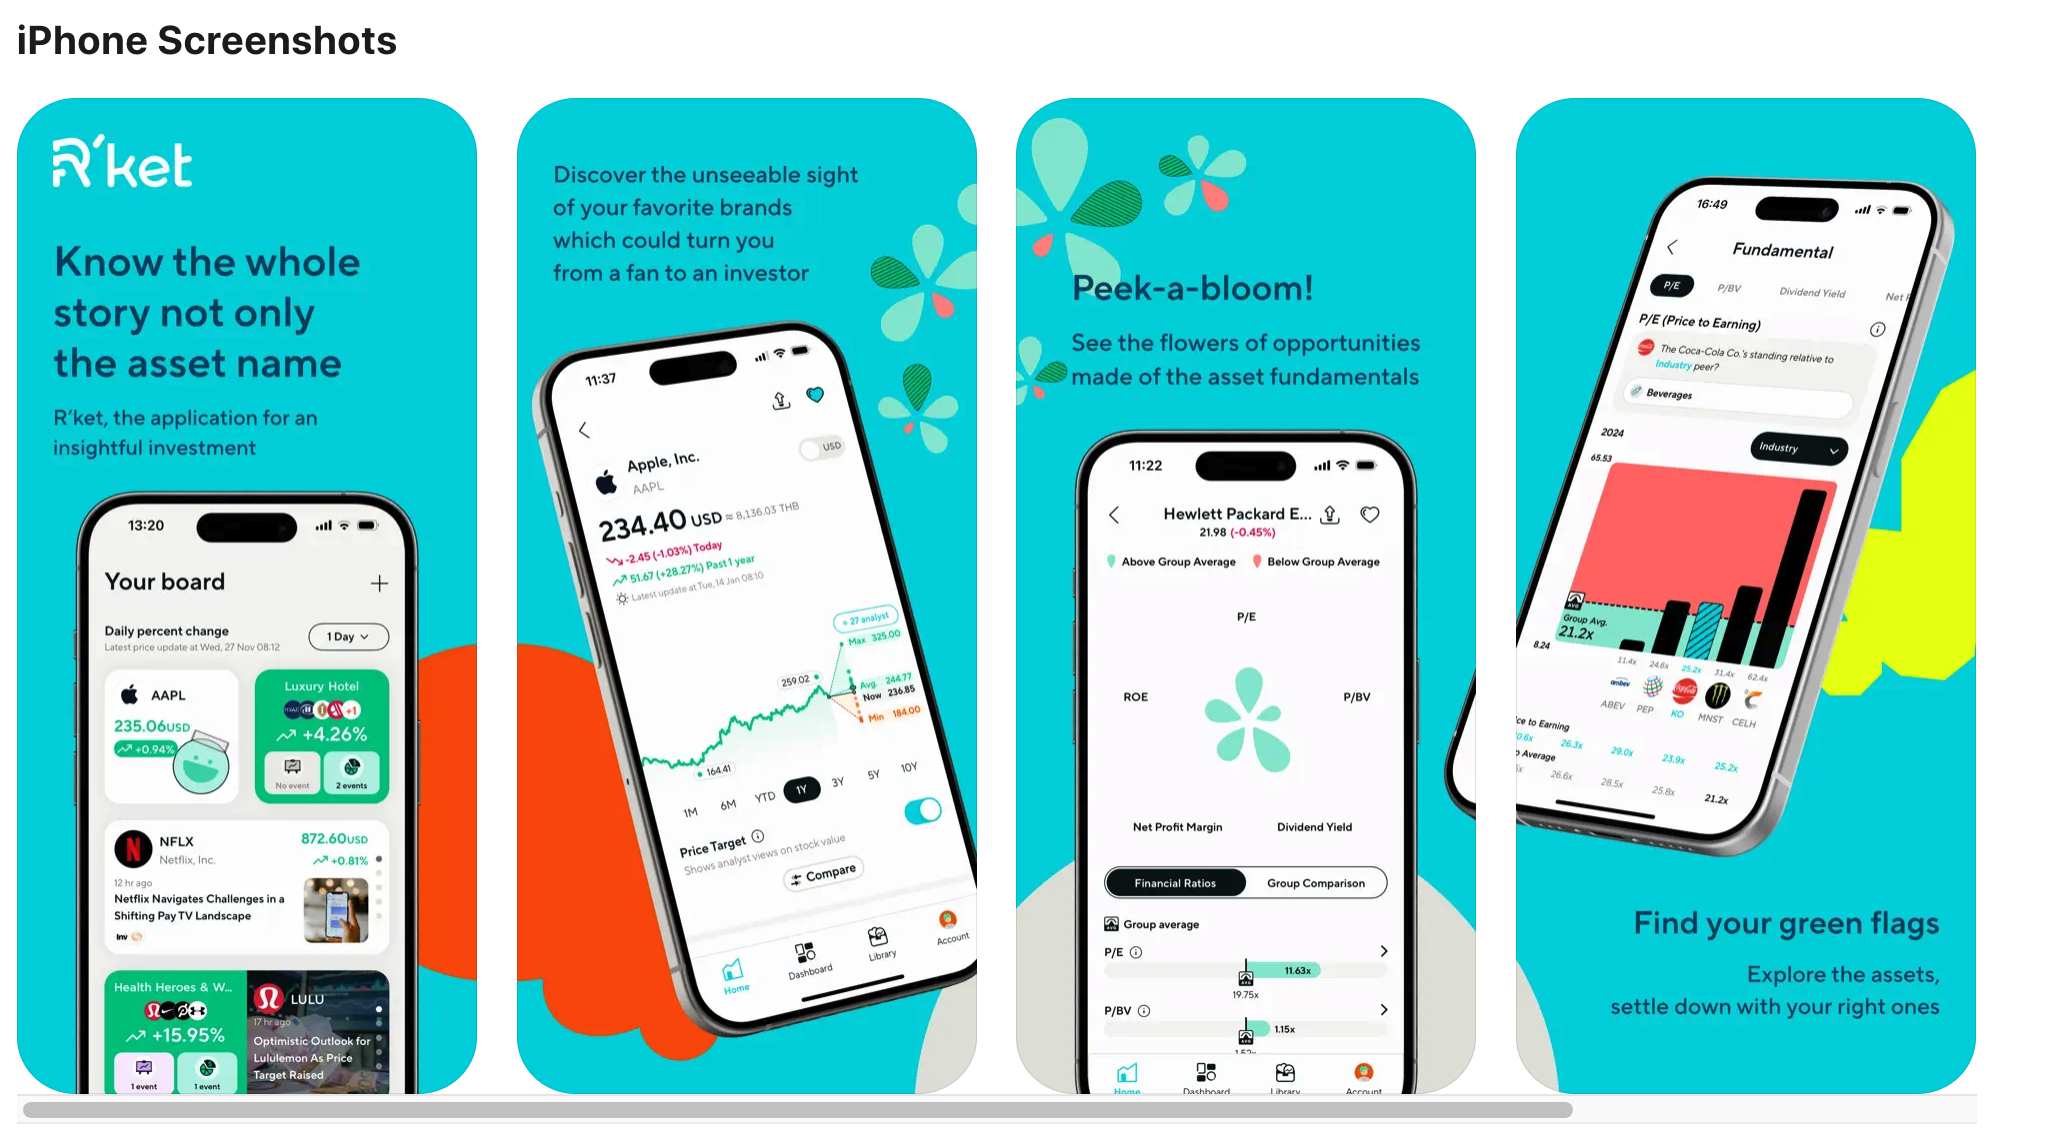 iPhone Screenshots
R'ket
Know the whole
story not only
the asset name
R'ket, the application for an
insightful investment
13:20
Your board
Daily percent change
Latest price update at Wed, 27 Nov 08:12
1 Day
AAPL
235.06USD
+0.94%
Luxury Hotel
+1
+4.26%
No event
2 events
NFLX
Netflix, Inc.
872.60USD
+0.81%
12 hr ago
Netflix Navigates Challenges in a
Shifting Pay TV Landscape
Inv
Health Heroes & W...
+15.95%
1 event
1 event
LULU
17 hr ago
Optimistic Outlook for
Lululemon As Price
Target Raised
Discover the unseeable sight
of your favorite brands
which could turn you
from a fan to an investor
11:37
USD
Apple, Inc.
AAPL
234.40 USD ≈ 8,136.03 THB
-2.45 (-1.03%) Today
51.67 (+28.27%) Past 1 year
Latest update at Tue, 14 Jan 08:10
27 analyst
Max 325.00
259.02
Avg. 244.77
Now 236.85
Min 184.00
164.41
1M
6M
YTD
1Y
3Y
5Y
10Y
Price Target
Shows analyst views on stock value
Compare
Home
Dashboard
Library
Account
Peek-a-bloom!
See the flowers of opportunities
made of the asset fundamentals
11:22
Hewlett Packard E...
21.98 (-0.45%)
Above Group Average
Below Group Average
P/E
ROE
P/BV
Net Profit Margin
Dividend Yield
Financial Ratios
Group Comparison
AVG
Group average
P/E
11.63x
AVG
19.75x
P/BV
1.15x
AVG
1.52x
Home
Dashboard
Library
Account
16:49
Fundamental
P/E
P/BV
Dividend Yield
Net
P/E (Price to Earning)
The Coca-Cola Co.'s standing relative to
Industry peer?
Beverages
2024
Industry
65.53
AVG
Group Avg.
21.2x
8.24
11.4x
24.6x
25.2x
31.4x
62.4x
ambev
ABEV
PEP
KO
MNST
CELH
ce to Earning
0.6x
26.3x
29.0x
23.9x
25.2x
Average
26.6x
28.5x
25.8x
21.2x
Find your green flags
Explore the assets,
settle down with your right ones